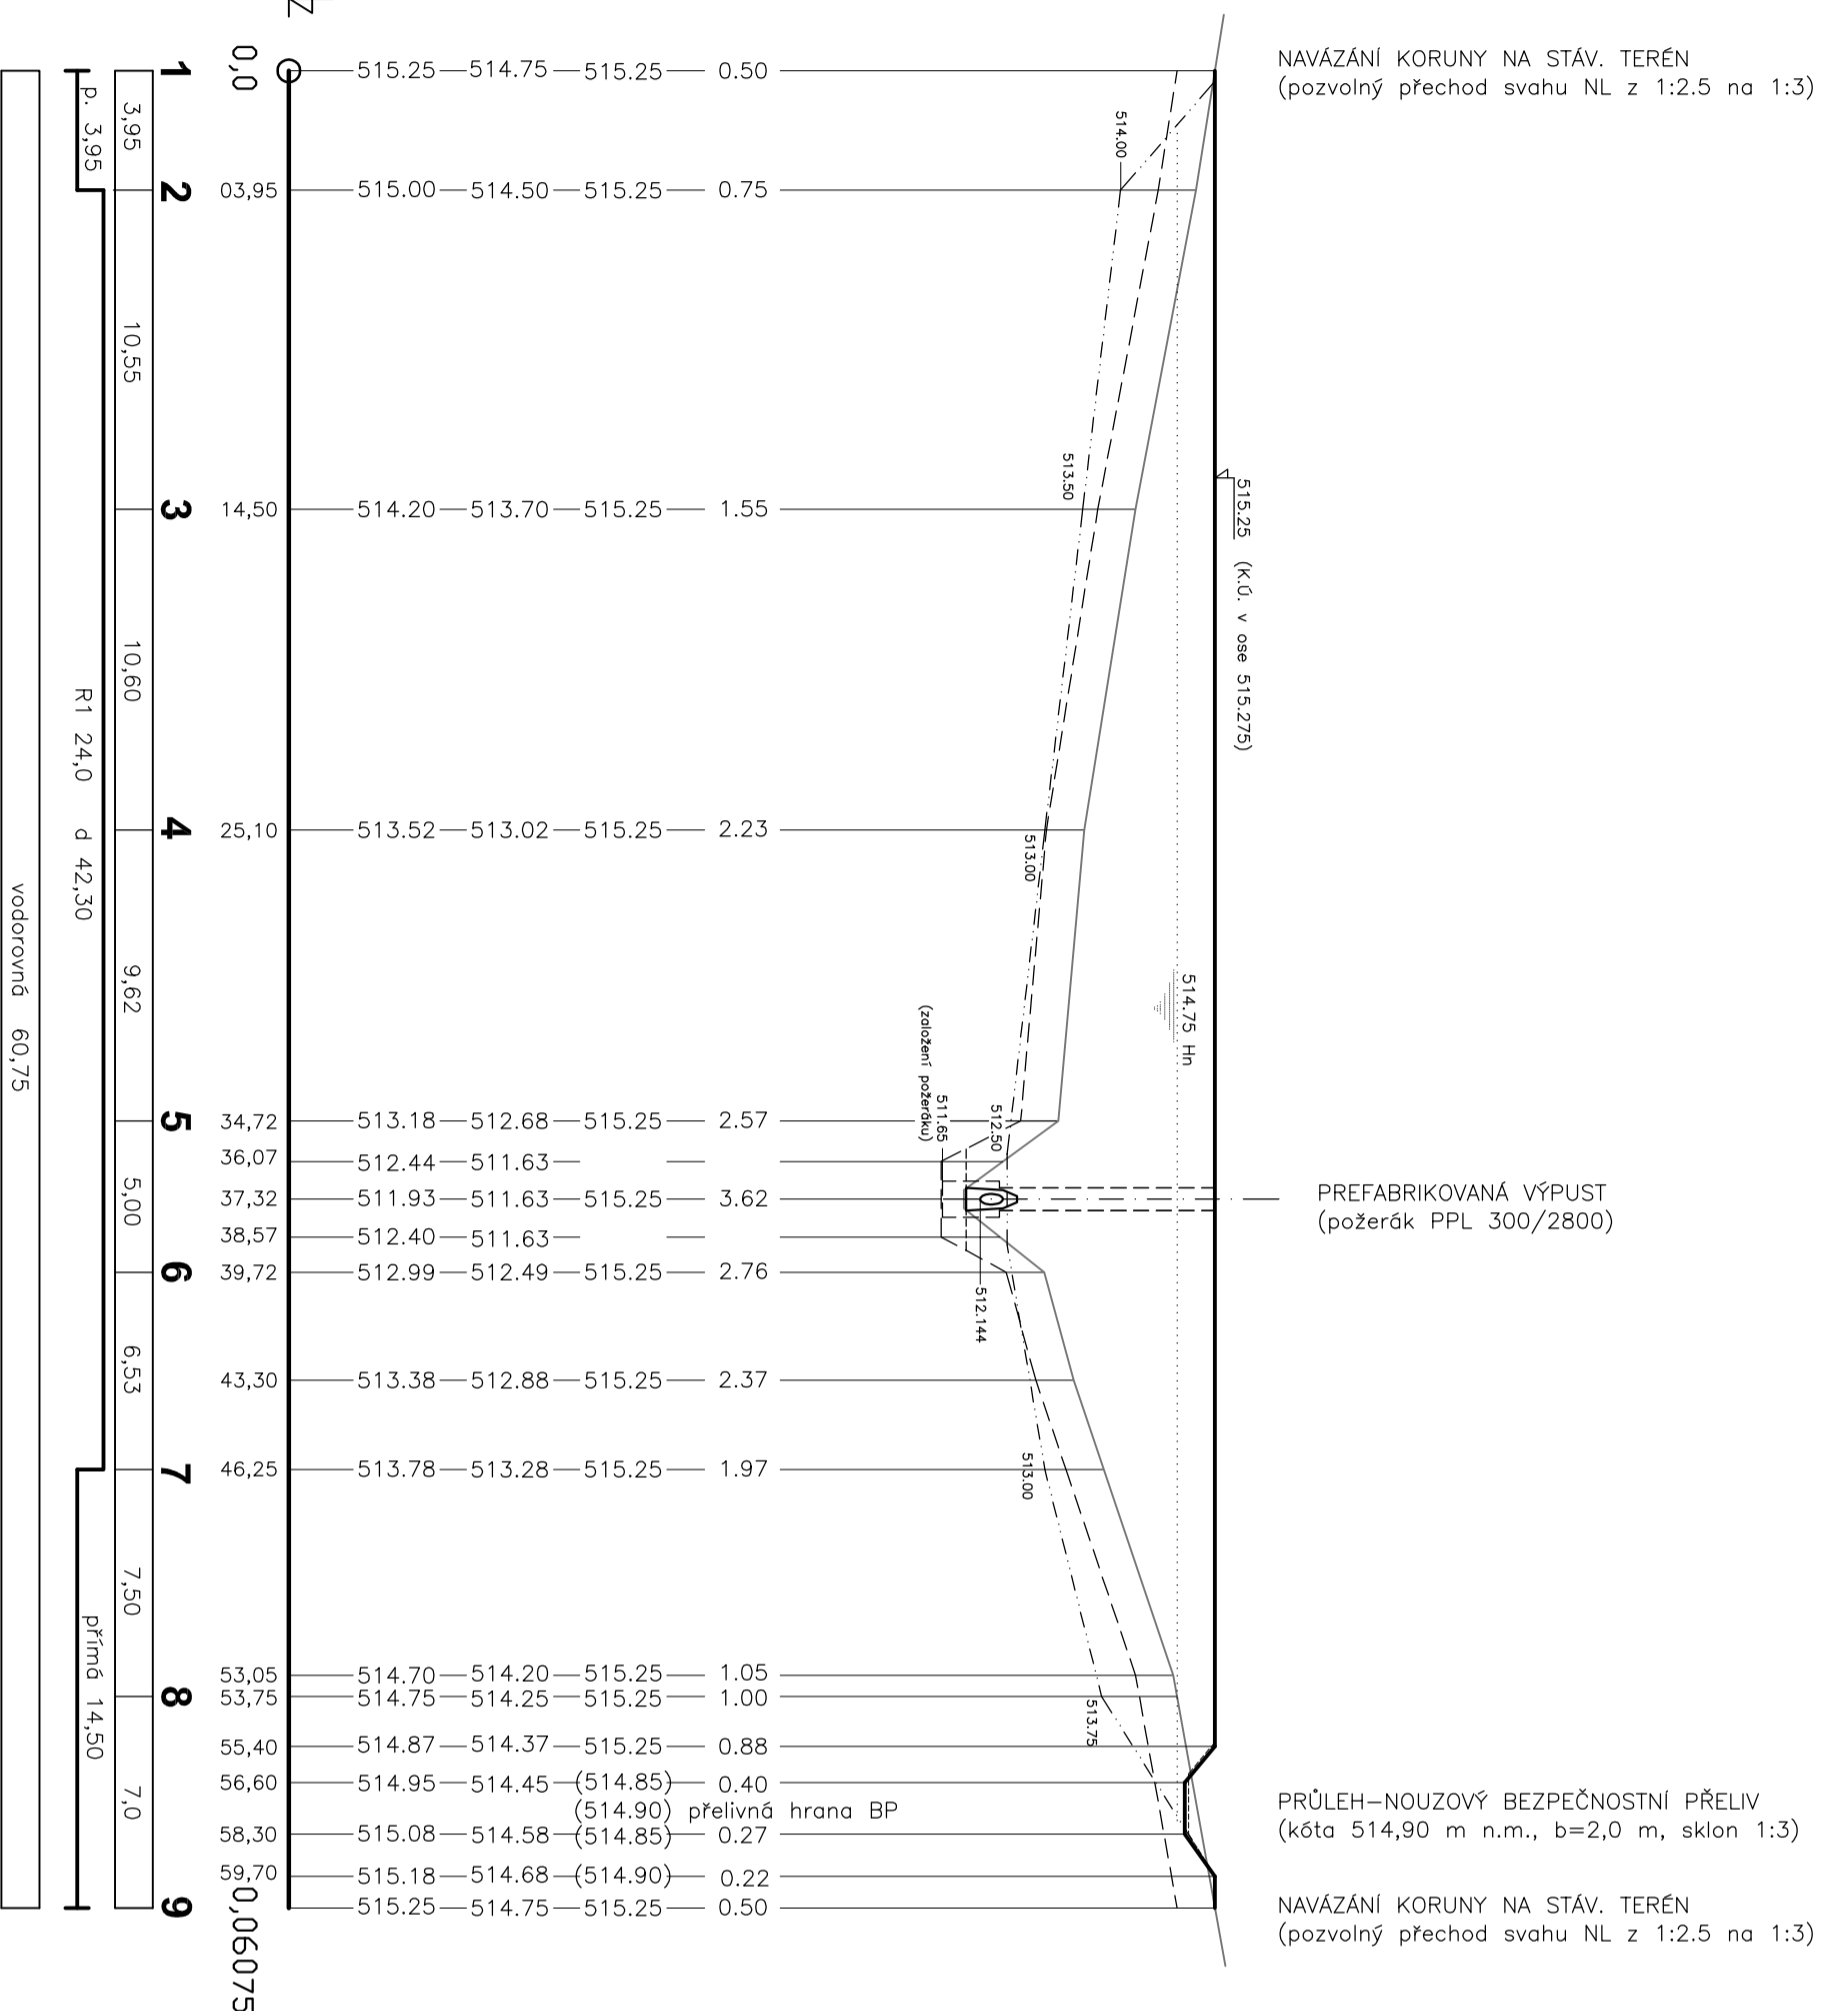 NAVÁZÁNÍ KORUNY NA STÁV. TERÉN
(pozvolný přechod svahu NL z 1:2.5 na 1:3)
Z
0,0
1
515.25 514.75 515.25 0.50
p. 3,95
3,95
514.00
2
03,95
515.00 514.50 515.25 0.75
10,55
513.50
515.25 (K.Ú. v ose 515.275)
3
14,50
514.20 513.70 515.25 1.55
10,60
R1 24,0 d 42,30
4
25,10
513.52 513.02 515.25 2.23
513.00
vodorovná 60,75
9,62
514.75 Hn
(založení požeráku)
511.65
512.50
5
34,72
513.18 512.68 515.25 2.57
36,07
512.44 511.63
5,00
37,32
511.93 511.63 515.25 3.62
PREFABRIKOVANÁ VÝPUST
(požerák PPL 300/2800)
38,57
512.40 511.63
6
39,72
512.99 512.49 515.25 2.76
512.144
6,53
43,30
513.38 512.88 515.25 2.37
7
46,25
513.78 513.28 515.25 1.97
513.00
7,50
přímá 14,50
53,05
514.70 514.20 515.25 1.05
8
53,75
514.75 514.25 515.25 1.00
513.75
55,40
514.87 514.37 515.25 0.88
7,0
56,60
514.95 514.45 (514.85) 0.40
(514.90) přelivná hrana BP
PRŮLEH-NOUZOVÝ BEZPEČNOSTNÍ PŘELIV
(kóta 514,90 m n.m., b=2,0 m, sklon 1:3)
58,30
515.08 514.58 (514.85) 0.27
59,70
515.18 514.68 (514.90) 0.22
9
0,06075
515.25 514.75 515.25 0.50
NAVÁZÁNÍ KORUNY NA STÁV. TERÉN
(pozvolný přechod svahu NL z 1:2.5 na 1:3)